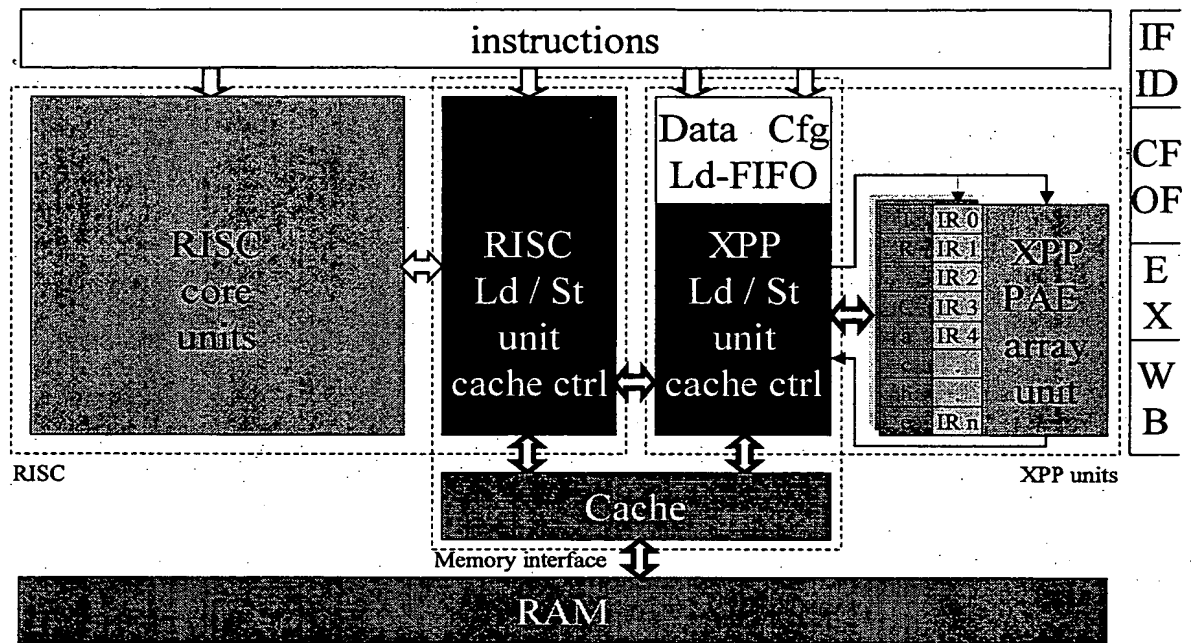 instructions
IF
ID
CF
OF
E
X
W
B
RISC
core
units
RISC
Ld / St
unit
cache ctrl
Data Cfg
Ld-FIFO
XPP
Ld / St
unit
cache ctrl
IR 0
IR 1
IR 2
IR 3
IR 4
.
.
IR n
XPP
PAE
array
unit
RISC
XPP units
Cache
Memory interface
RAM